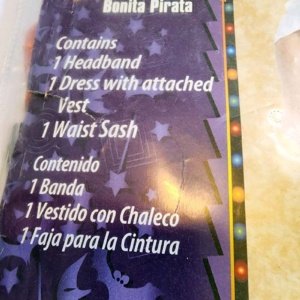 Bonita Pirata
Contains
1 Headband
1 Dress with attached
Vest
1 Waist Sash
Contenido
1 Banda
1 Vestido con Chaleco
1 Faja para la Cintura